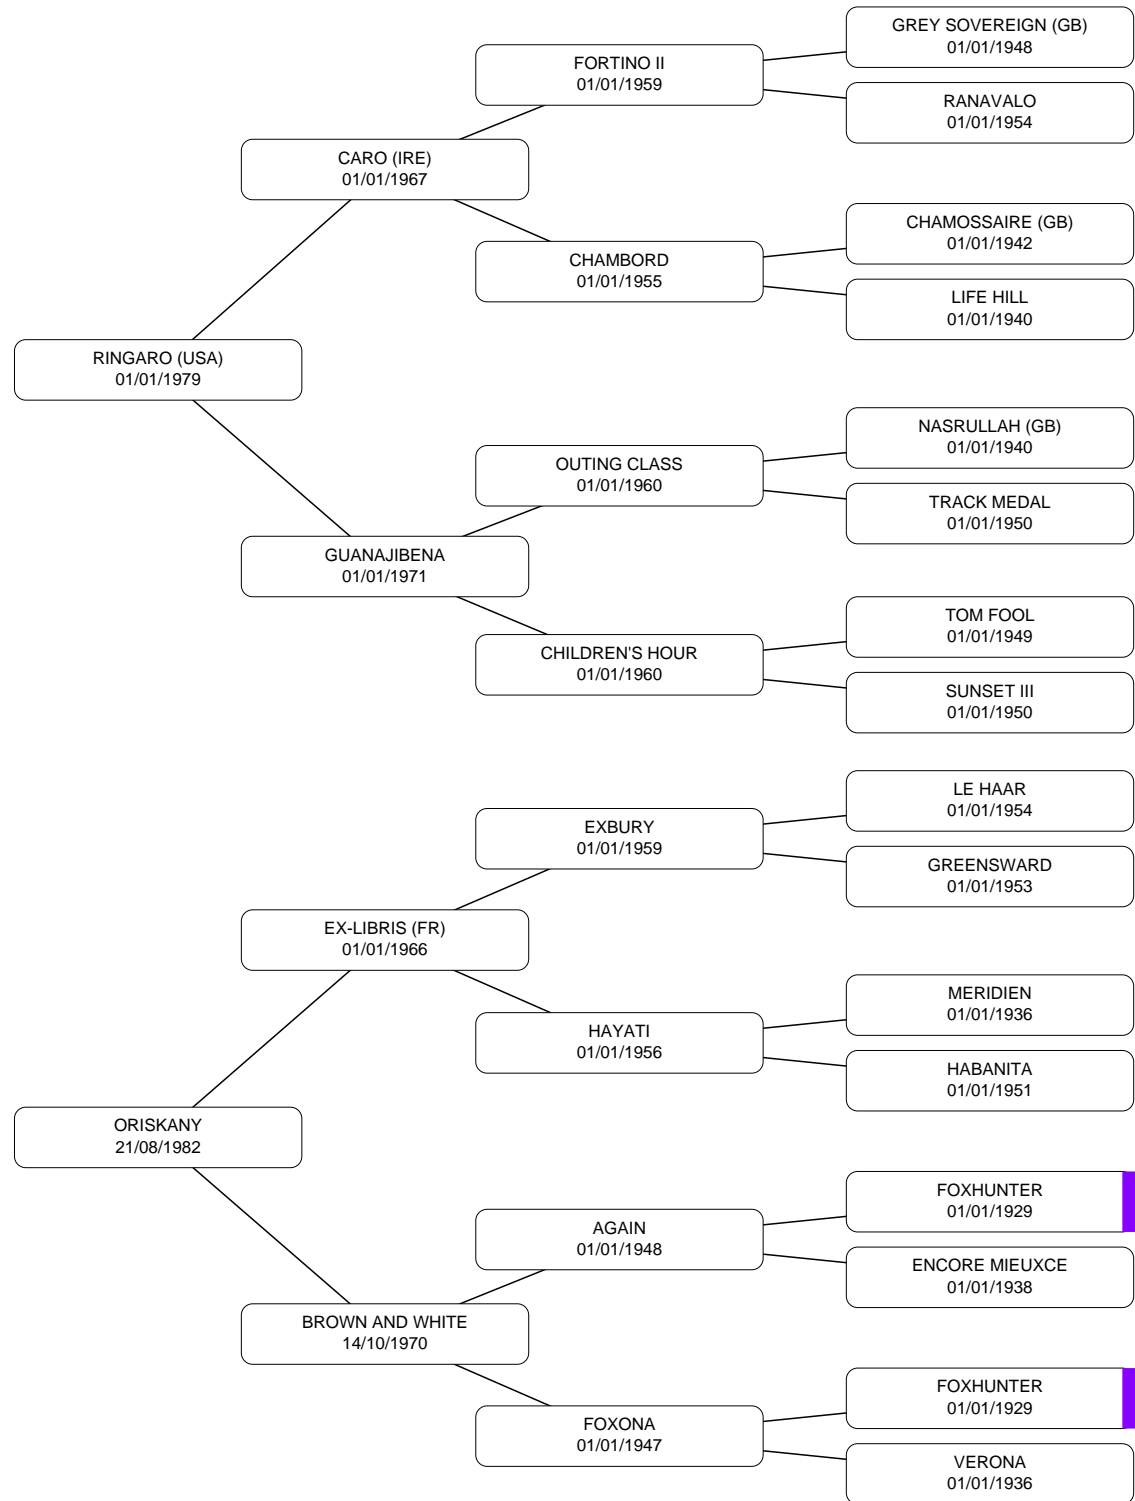 GREY SOVEREIGN (GB)
01/01/1948
FORTINO II
01/01/1959
RANAVALO
01/01/1954
CARO (IRE)
01/01/1967
CHAMOSSAIRE (GB)
01/01/1942
CHAMBORD
01/01/1955
LIFE HILL
01/01/1940
RINGARO (USA)
01/01/1979
NASRULLAH (GB)
01/01/1940
OUTING CLASS
01/01/1960
TRACK MEDAL
01/01/1950
GUANAJIBENA
01/01/1971
TOM FOOL
01/01/1949
CHILDREN'S HOUR
01/01/1960
SUNSET III
01/01/1950
LE HAAR
01/01/1954
EXBURY
01/01/1959
GREENSWARD
01/01/1953
EX-LIBRIS (FR)
01/01/1966
MERIDIEN
01/01/1936
HAYATI
01/01/1956
HABANITA
01/01/1951
ORISKANY
21/08/1982
FOXHUNTER
01/01/1929
AGAIN
01/01/1948
ENCORE MIEUXCE
01/01/1938
BROWN AND WHITE
14/10/1970
FOXHUNTER
01/01/1929
FOXONA
01/01/1947
VERONA
01/01/1936